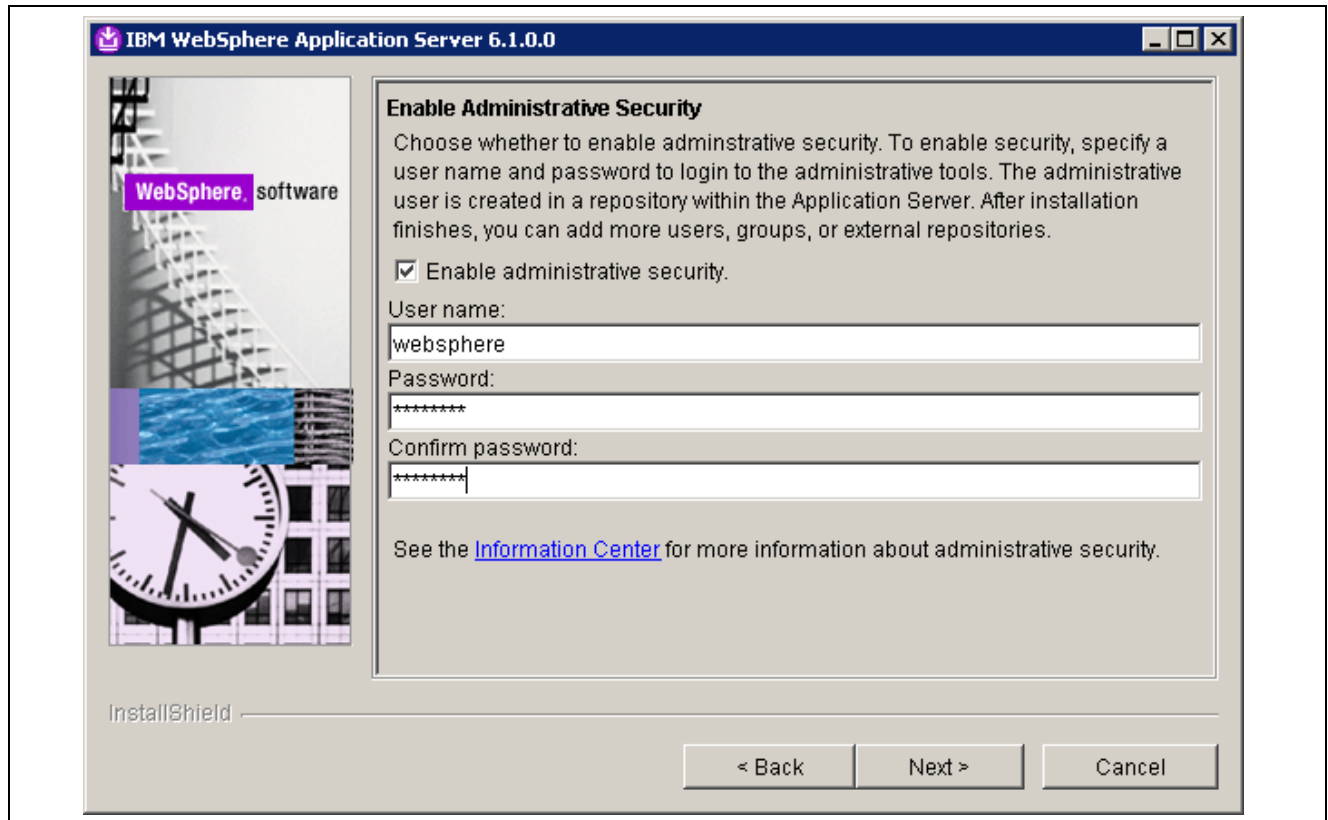 IBM WebSphere Application Server 6.1.0.0
WebSphere. software
Enable Administrative Security
Choose whether to enable adminstrative security. To enable security, specify a
user name and password to login to the administrative tools. The administrative
user is created in a repository within the Application Server. After installation
finishes, you can add more users, groups, or external repositories.
Enable administrative security.
User name:
websphere
Password:
********
Confirm password:
********
See the Information Center for more information about administrative security.
InstallShield
< Back
Next >
Cancel